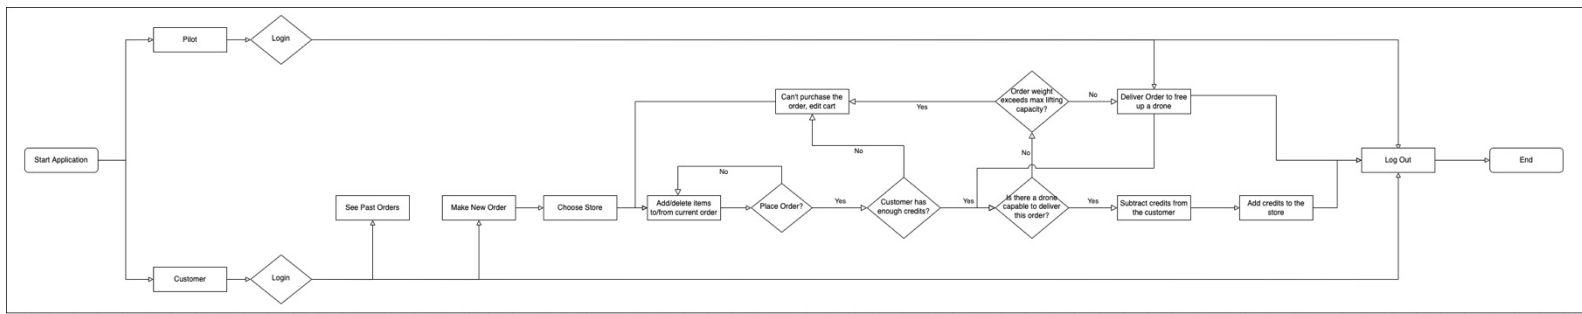 Pilot
Login
Order weight
exceeds max lifting
capacity?
No
Yes
Can't purchase the
order, edit cart
Deliver Order to free
up a drone
No
No
No
Start Application
Log Out
End
See Past Orders
Make New Order
Choose Store
Add/delete items
to/from current order
Place Order?
Yes
Customer has
enough credits?
Yes
Is there a drone
capable to deliver
this order?
Yes
Subtract credits from
the customer
Add credits to the
store
Customer
Login